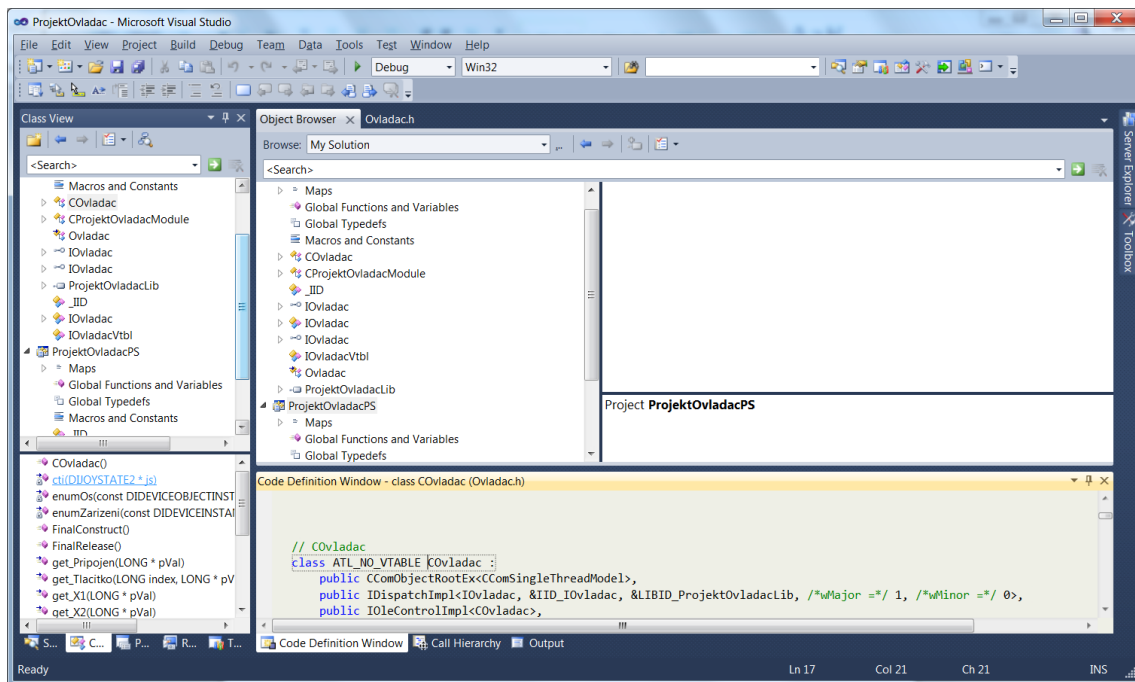 ProjektOvladac - Microsoft Visual Studio
File Edit View Project Build Debug Team Data Tools Test Window Help
Debug Win32
Class View
<Search>
Macros and Constants
COvladac
CProjektOvladacModule
Ovladac
IOvladac
IOvladac
ProjektOvladacLib
_IID
IOvladac
IOvladacVtbl
ProjektOvladacPS
Maps
Global Functions and Variables
Global Typedefs
Macros and Constants
_IID
COvladac()
cti(DIJOYSTATE2 * js)
enumOs(const DIDEVICEOBJECTINST
enumZarizeni(const DIDEVICEINSTA
FinalConstruct()
FinalRelease()
get_Pripojen(LONG * pVal)
get_Tlacitko(LONG index, LONG * pV
get_X1(LONG * pVal)
get_X2(LONG * pVal)
S... C... P... R... T...
Object Browser Ovladac.h
Browse: My Solution ...
<Search>
Maps
Global Functions and Variables
Global Typedefs
Macros and Constants
COvladac
CProjektOvladacModule
_IID
IOvladac
IOvladac
IOvladac
IOvladacVtbl
Ovladac
ProjektOvladacLib
ProjektOvladacPS
Maps
Global Functions and Variables
Global Typedefs
Project ProjektOvladacPS
Code Definition Window - class COvladac (Ovladac.h)
// COvladac
class ATL_NO_VTABLE COvladac :
public CComObjectRootEx<CComSingleThreadModel>,
public IDispatchImpl<IOvladac, &IID_IOvladac, &LIBID_ProjektOvladacLib, /*wMajor =*/ 1, /*wMinor =*/ 0>,
public IOleControlImpl<COvladac>,
Code Definition Window Call Hierarchy Output
Server Explorer
Toolbox
Ready Ln 17 Col 21 Ch 21 INS